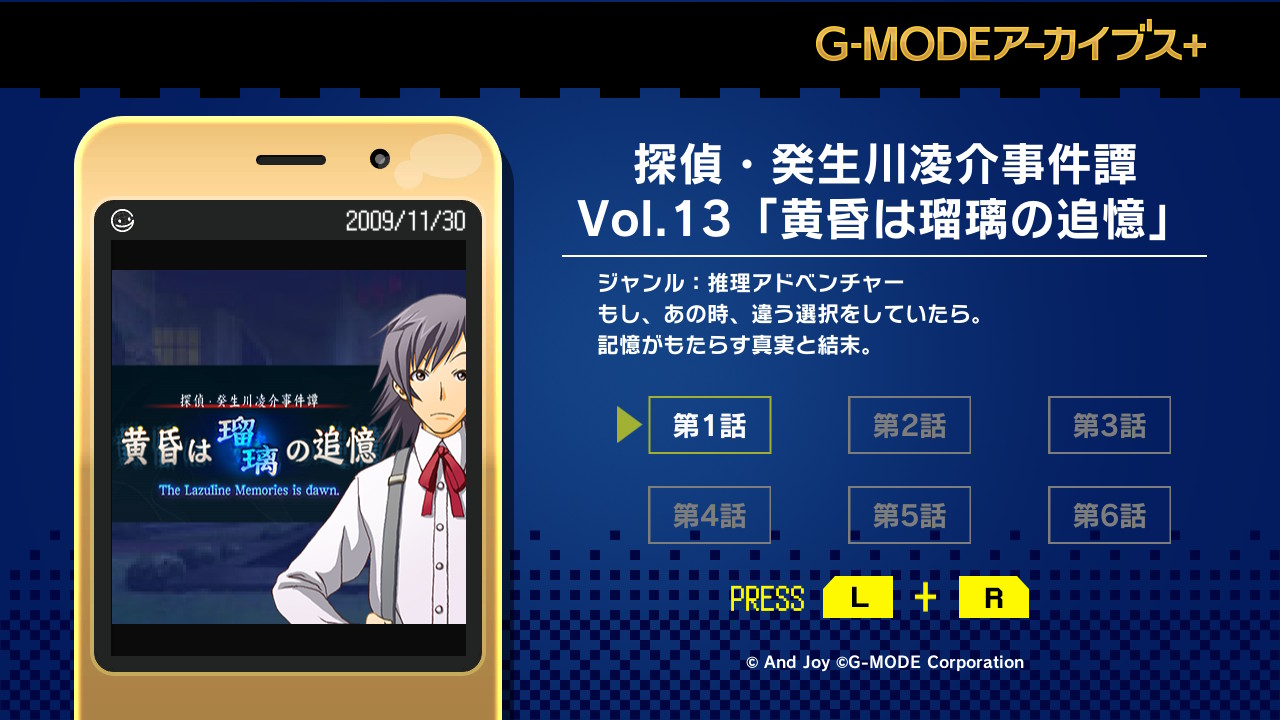 G-MODEアーカイブス+
2009/11/30
探偵・癸生川凌介事件譚
黄昏は瑠璃の追憶
The Lazuline Memories is dawn.
探偵・癸生川凌介事件譚
Vol.13「黄昏は瑠璃の追憶」
ジャンル：推理アドベンチャー
もし、あの時、違う選択をしていたら。
記憶がもたらす真実と結末。
第1話 第2話 第3話
第4話 第5話 第6話
PRESS L + R
© And Joy ©G-MODE Corporation